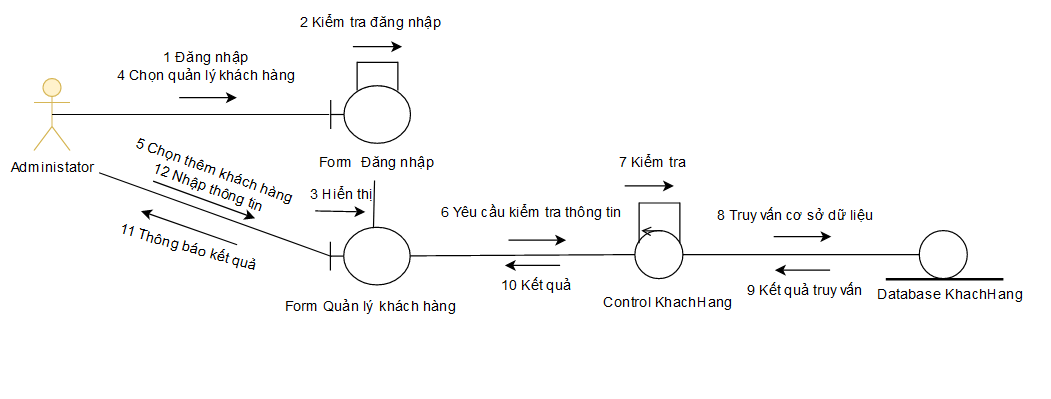 2 Kiểm tra đăng nhập
1 Đăng nhập
4 Chọn quản lý khách hàng
Administator
Form Đăng nhập
5 Chọn thêm khách hàng
12 Nhập thông tin
11 Thông báo kết quả
3 Hiển thị
7 Kiểm tra
6 Yêu cầu kiểm tra thông tin
8 Truy vấn cơ sở dữ liệu
10 Kết quả
9 Kết quả truy vấn
Form Quản lý khách hàng
Control KhachHang
Database KhachHang